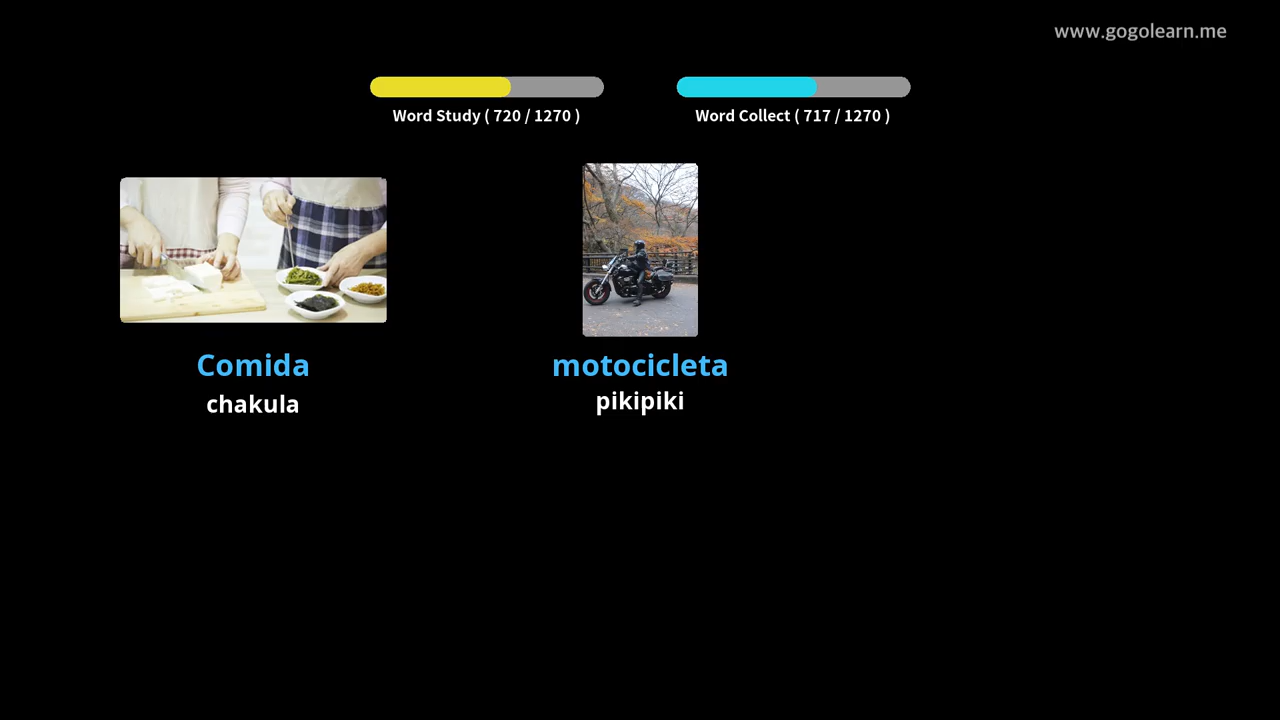 www.gogolearn.me
Word Study ( 720 / 1270 )
Word Collect ( 717 / 1270 )
Comida
chakula
motocicleta
pikipiki